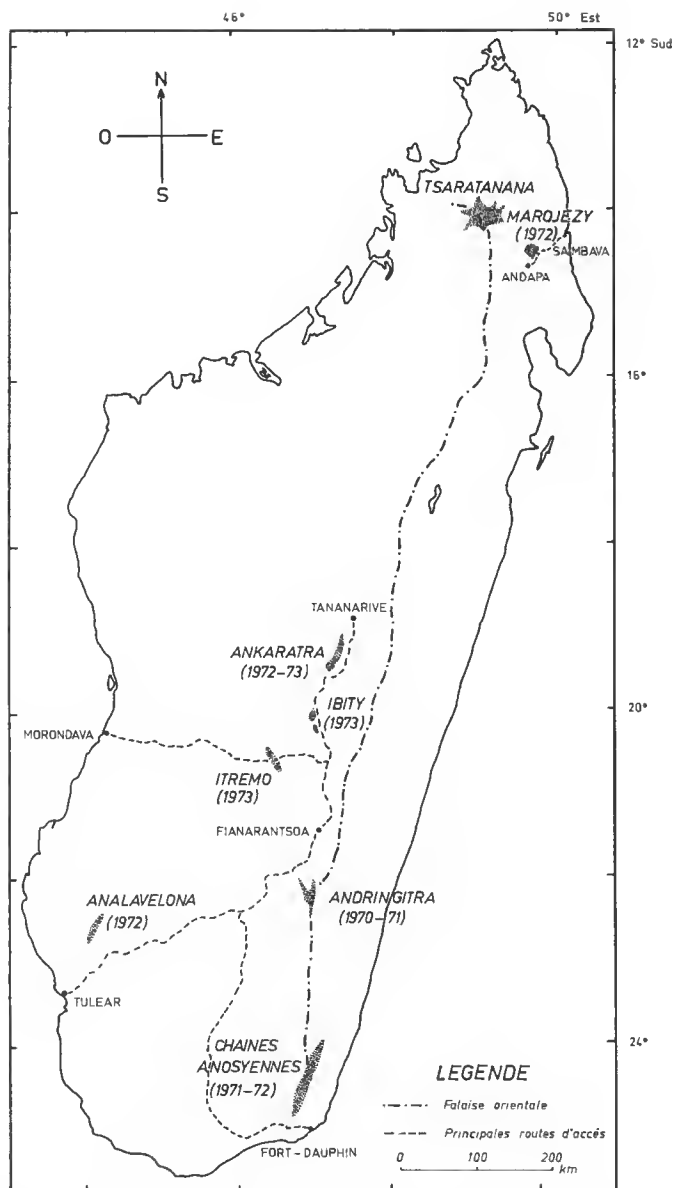 46°
50° Est
12° Sud
N
O
E
S
TSARATANANA
MAROJEZY
(1972)
SAMBAVA
ANDAPA
16°
TANANARIVE
ANKARATRA
(1972-73)
IBITY
(1973)
20°
MORONDAVA
ITREMO
(1973)
FIANARANTSOA
ANALAVELONA
(1972)
ANDRINGITRA
(1970-71)
TULEAR
24°
CHAINES
ANOSYENNES
(1971-72)
FORT-DAUPHIN
LEGENDE
Falaise orientale
Principales routes d'accés
0 100 200
km